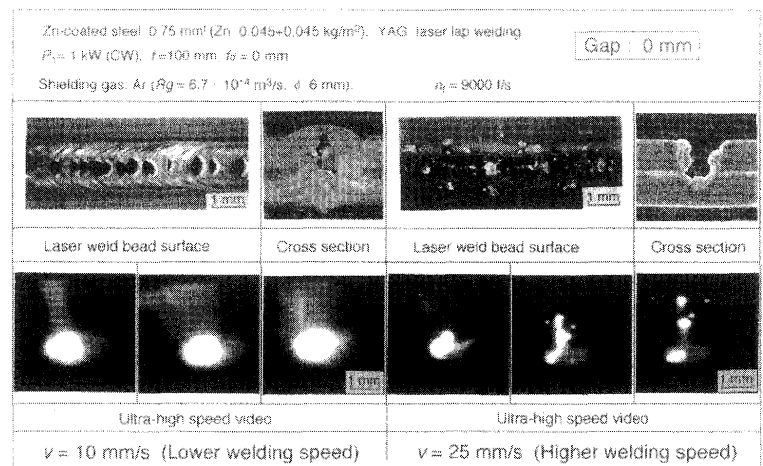 Zn-coated steel 0.75 mmᵗ (Zn 0.045+0.045 kg/m²). YAG laser lap welding
= 1 kW (CW), f=100 mm = 0 mm
Gap : 0 mm
Shielding gas: Ar (Rg = 6.7 · 10⁻⁴ m³/s, ϕ 6 mm). = 9000 f/s
1 mm
1 mm
Laser weld bead surface
Cross section
Laser weld bead surface
Cross section
1 mm
1 mm
Ultra-high speed video
Ultra-high speed video
v = 10 mm/s (Lower welding speed)
v = 25 mm/s (Higher welding speed)